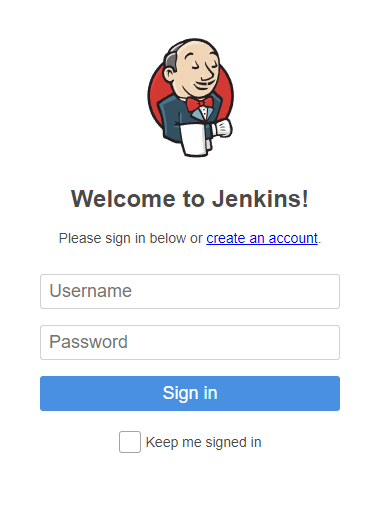 Welcome to Jenkins!
Please sign in below or create an account.
Username
Password
Sign in
Keep me signed in